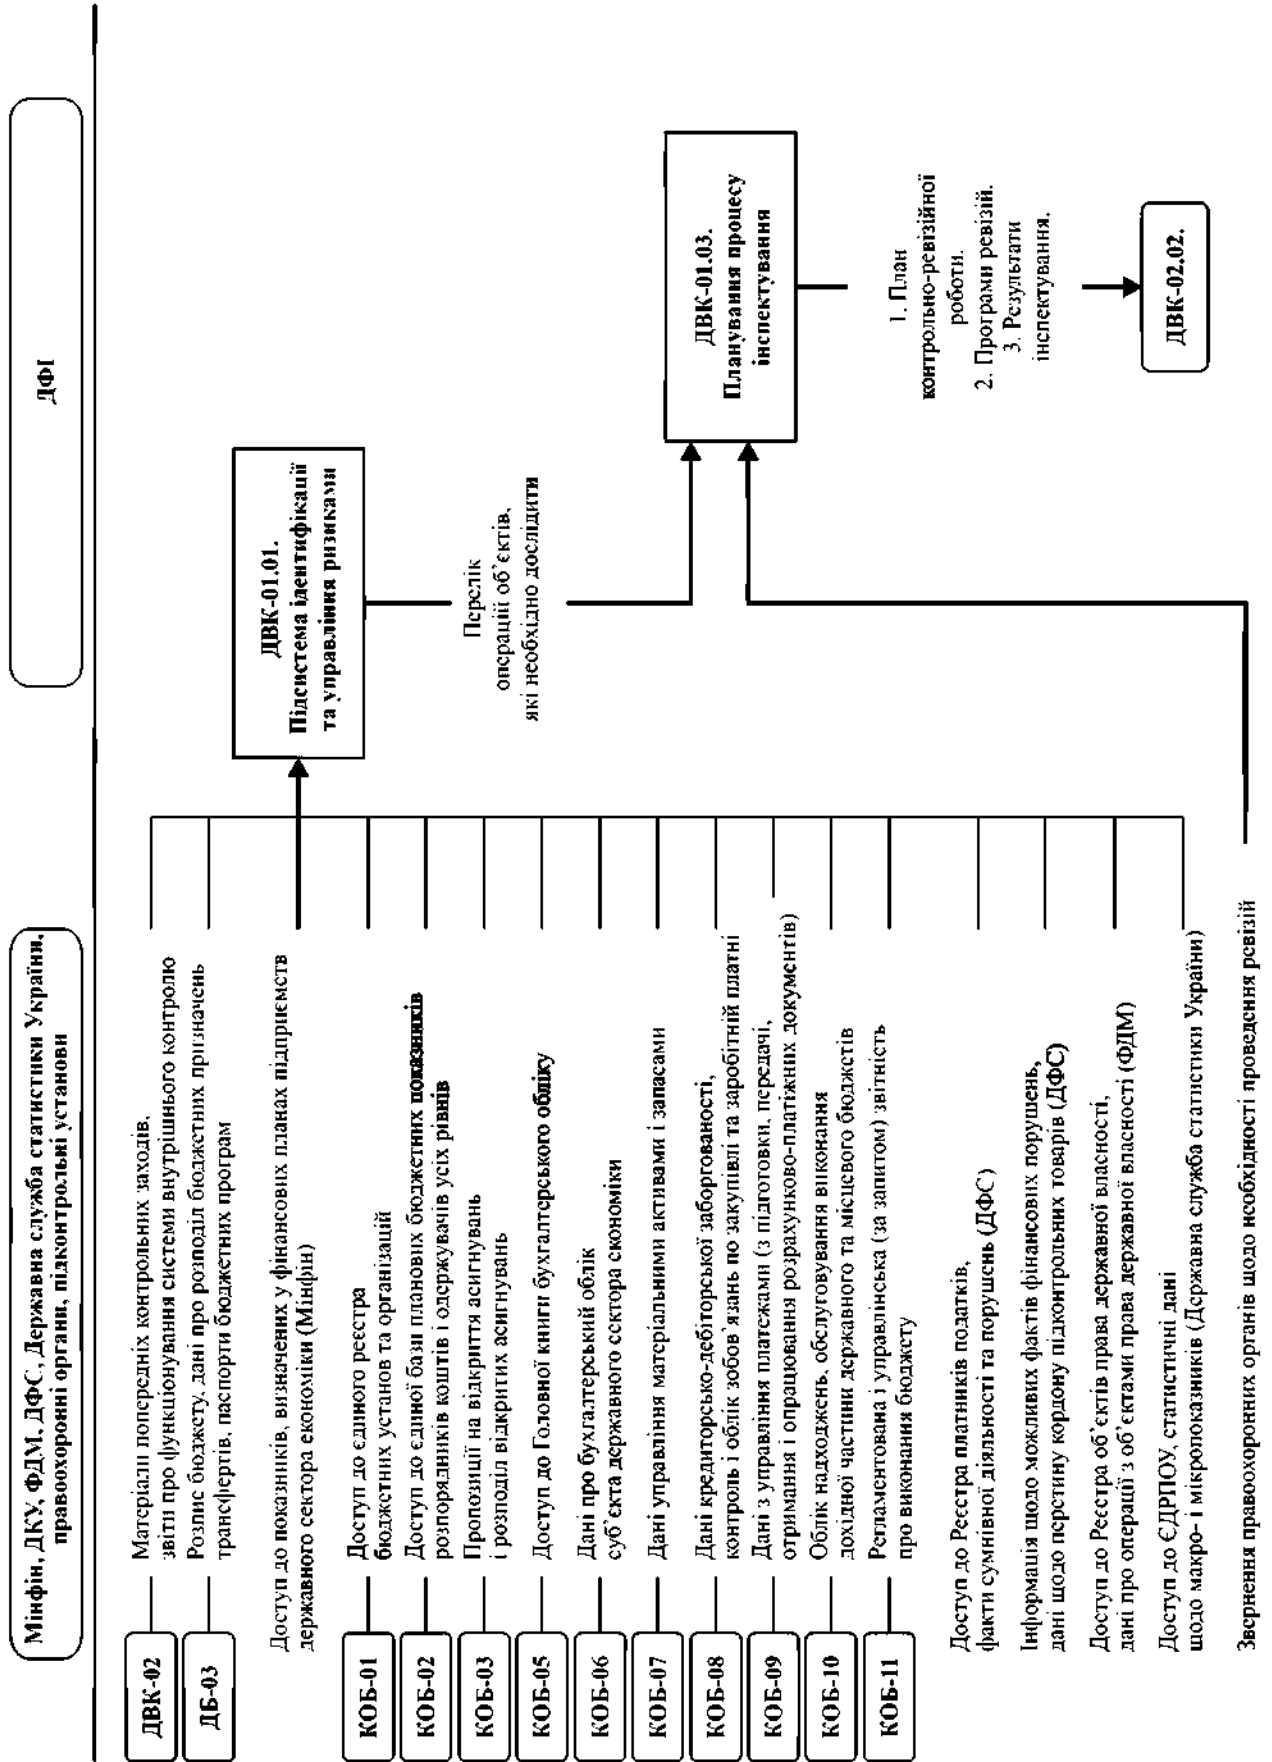 Мінфін, ДКУ, ФДМ, ДФС, Державна служба статистики України,
правоохоронні органи, підконтрольні установи
ДФІ
ДВК-02
Матеріали попередніх контрольних заходів,
звіти про функціонування системи внутрішнього контролю
ДБ-03
Розпис бюджету, дані про розподіл бюджетних призначень
трансфертів, паспорти бюджетних програм
Доступ до показників, визначених у фінансових планах підприємств
державного сектора економіки (Мінфін)
КОБ-01
Доступ до єдиного реєстра
бюджетних установ та організацій
КОБ-02
Доступ до єдиної бази планових бюджетних показників
розпорядників коштів і одержувачів усіх рівнів
КОБ-03
Пропозиції на відкриття асигнувань
і розподіл відкритих асигнувань
КОБ-05
Доступ до Головної книги бухгалтерського обліку
КОБ-06
Дані про бухгалтерський облік
суб’єкта державного сектора економіки
КОБ-07
Дані управління матеріальними активами і запасами
КОБ-08
Дані кредиторсько-дебіторської заборгованості,
контроль і облік зобов’язань по закупівлі та заробітній платні
КОБ-09
Дані з управління платежами (з підготовки, передачі,
отримання і опрацювання розрахунково-платіжних документів)
КОБ-10
Облік надходжень, обслуговування виконання
дохідної частини державного та місцевого бюджетів
КОБ-11
Регламентована і управлінська (за запитом) звітність
про виконання бюджету
Доступ до Реєстра платників податків,
факти сумнівної діяльності та порушень (ДФС)
Інформація щодо можливих фактів фінансових порушень,
дані щодо перетину кордону підконтрольних товарів (ДФС)
Доступ до Реєстра об’єктів права державної власності,
дані про операції з об’єктами права державної власності (ФДМ)
Доступ до ЄДРПОУ, статистичні дані
щодо макро- і мікропоказників (Державна служба статистики України)
Звернення правоохоронних органів щодо необхідності проведення ревізій
ДВК-01.01.
Підсистема ідентифікації
та управління ризиками
Перелік
операцій об’єктів,
які необхідно дослідити
ДВК-01.03.
Планування процесу
інспектування
1. План
контрольно-ревізійної
роботи.
2. Програми ревізій.
3. Результати
інспектування.
ДВК-02.02.